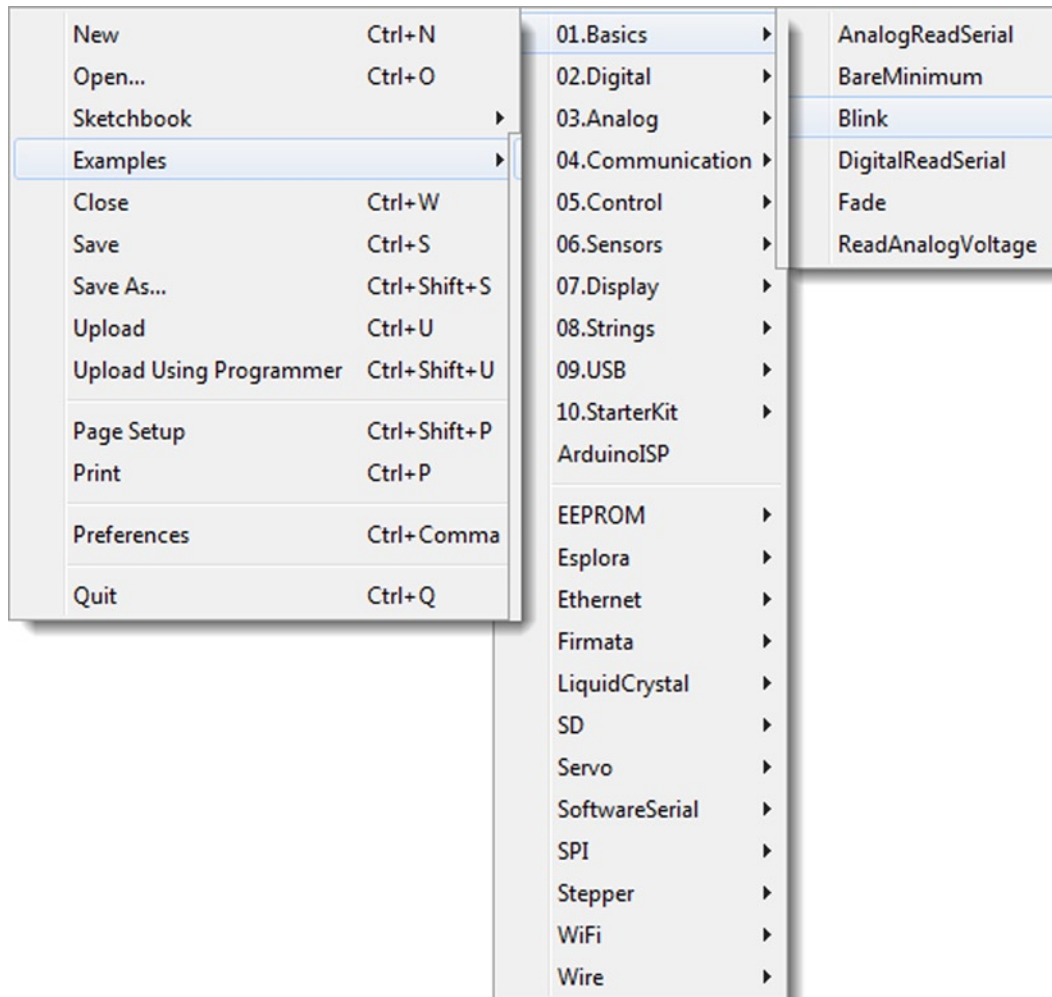 New Ctrl+N
Open... Ctrl+O
Sketchbook
Examples
Close Ctrl+W
Save Ctrl+S
Save As... Ctrl+Shift+S
Upload Ctrl+U
Upload Using Programmer Ctrl+Shift+U
Page Setup Ctrl+Shift+P
Print Ctrl+P
Preferences Ctrl+Comma
Quit Ctrl+Q
01.Basics
02.Digital
03.Analog
04.Communication
05.Control
06.Sensors
07.Display
08.Strings
09.USB
10.StarterKit
ArduinoISP
EEPROM
Esplora
Ethernet
Firmata
LiquidCrystal
SD
Servo
SoftwareSerial
SPI
Stepper
WiFi
Wire
AnalogReadSerial
BareMinimum
Blink
DigitalReadSerial
Fade
ReadAnalogVoltage